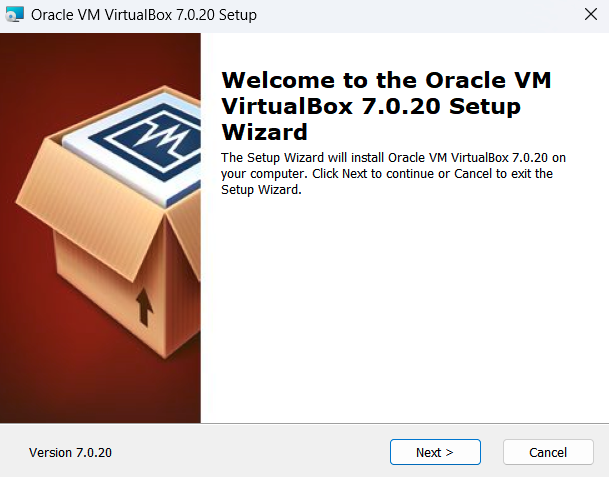 Oracle VM VirtualBox 7.0.20 Setup
Welcome to the Oracle VM
VirtualBox 7.0.20 Setup
Wizard
The Setup Wizard will install Oracle VM VirtualBox 7.0.20 on
your computer. Click Next to continue or Cancel to exit the
Setup Wizard.
Version 7.0.20
Next >
Cancel